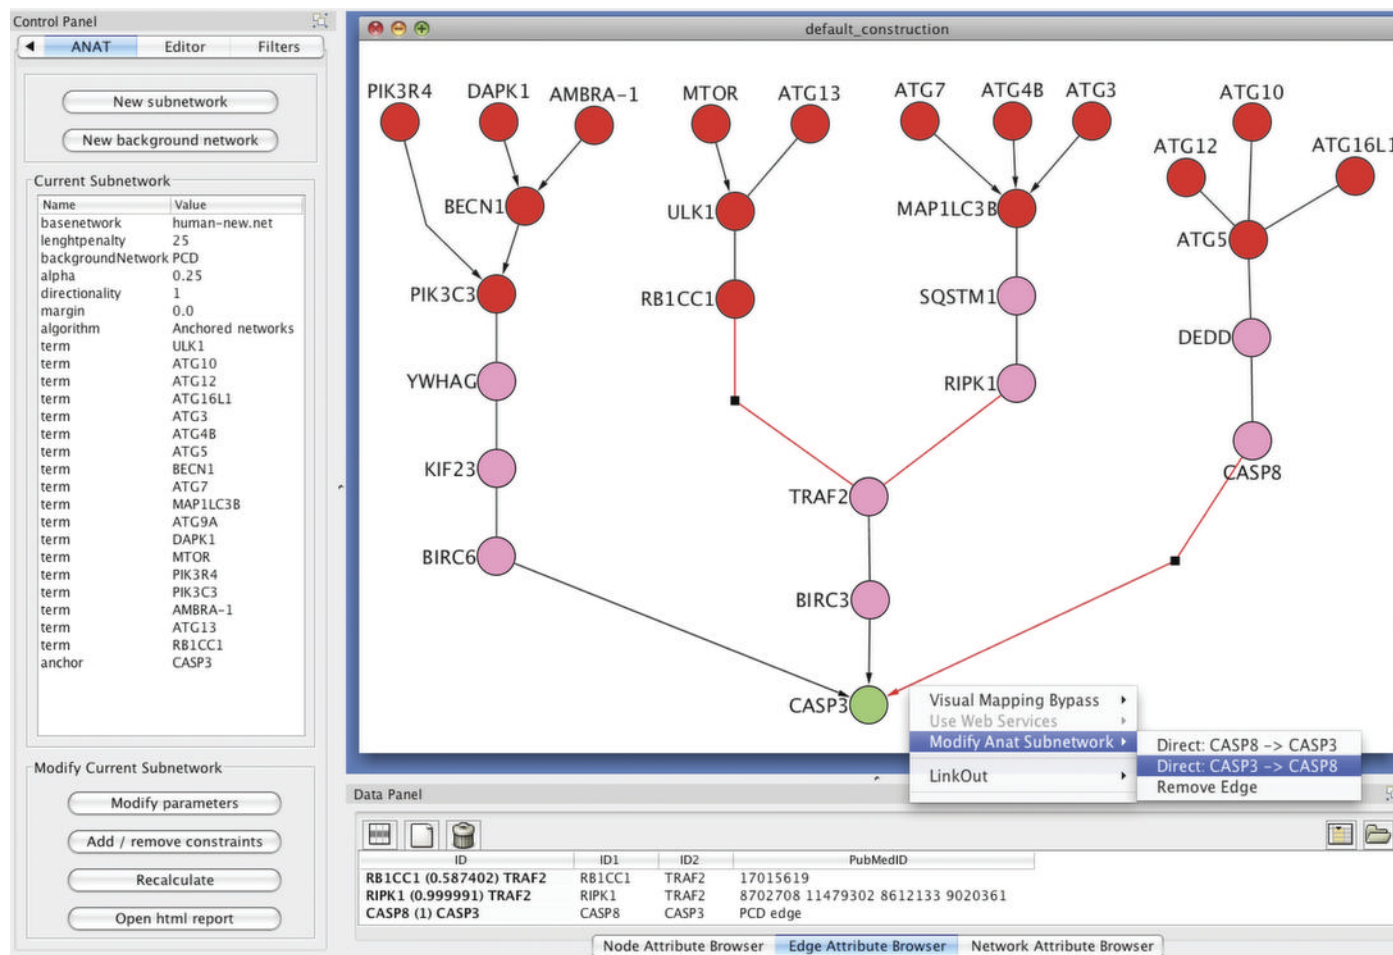 Control Panel
ANAT Editor Filters
New subnetwork
New background network
Current Subnetwork
Name Value
basenetwork human-new.net
lenghtpenalty 25
backgroundNetwork PCD
alpha 0.25
directionality 1
margin 0.0
algorithm Anchored networks
term ULK1
term ATG10
term ATG12
term ATG16L1
term ATG3
term ATG4B
term ATG5
term BECN1
term ATG7
term MAP1LC3B
term ATG9A
term DAPK1
term MTOR
term PIK3R4
term PIK3C3
term AMBRA-1
term ATG13
term RB1CC1
anchor CASP3
Modify Current Subnetwork
Modify parameters
Add / remove constraints
Recalculate
Open html report
default_construction
PIK3R4 DAPK1 AMBRA-1 MTOR ATG13 ATG7 ATG4B ATG3 ATG10
ATG12 ATG16L1
BECN1 ULK1 MAP1LC3B ATG5
PIK3C3 RB1CC1 SQSTM1
DEDD
YWHAG RIPK1
KIF23 TRAF2 CASP8
BIRC6
BIRC3
CASP3
Visual Mapping Bypass
Use Web Services
Modify Anat Subnetwork
LinkOut
Direct: CASP8 -> CASP3
Direct: CASP3 -> CASP8
Remove Edge
Data Panel
ID ID1 ID2 PubMedID
RB1CC1 (0.587402) TRAF2 RB1CC1 TRAF2 17015619
RIPK1 (0.999991) TRAF2 RIPK1 TRAF2 8702708 11479302 8612133 9020361
CASP8 (1) CASP3 CASP8 CASP3 PCD edge
Node Attribute Browser Edge Attribute Browser Network Attribute Browser